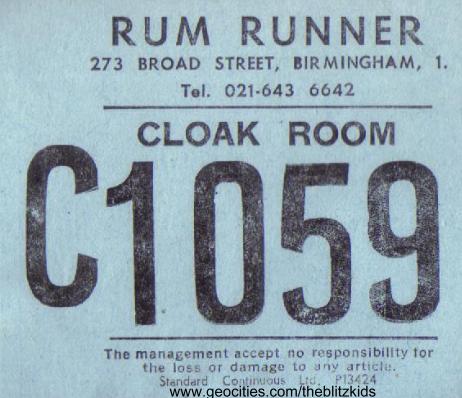 RUM RUNNER
273 BROAD STREET, BIRMINGHAM, 1.
Tel. 021-643 6642
CLOAK ROOM
C1059
The management accept no responsibility for
the loss or damage to any article.
Standard Continuous Ltd. P13424
www.geocities.com/theblitzkids